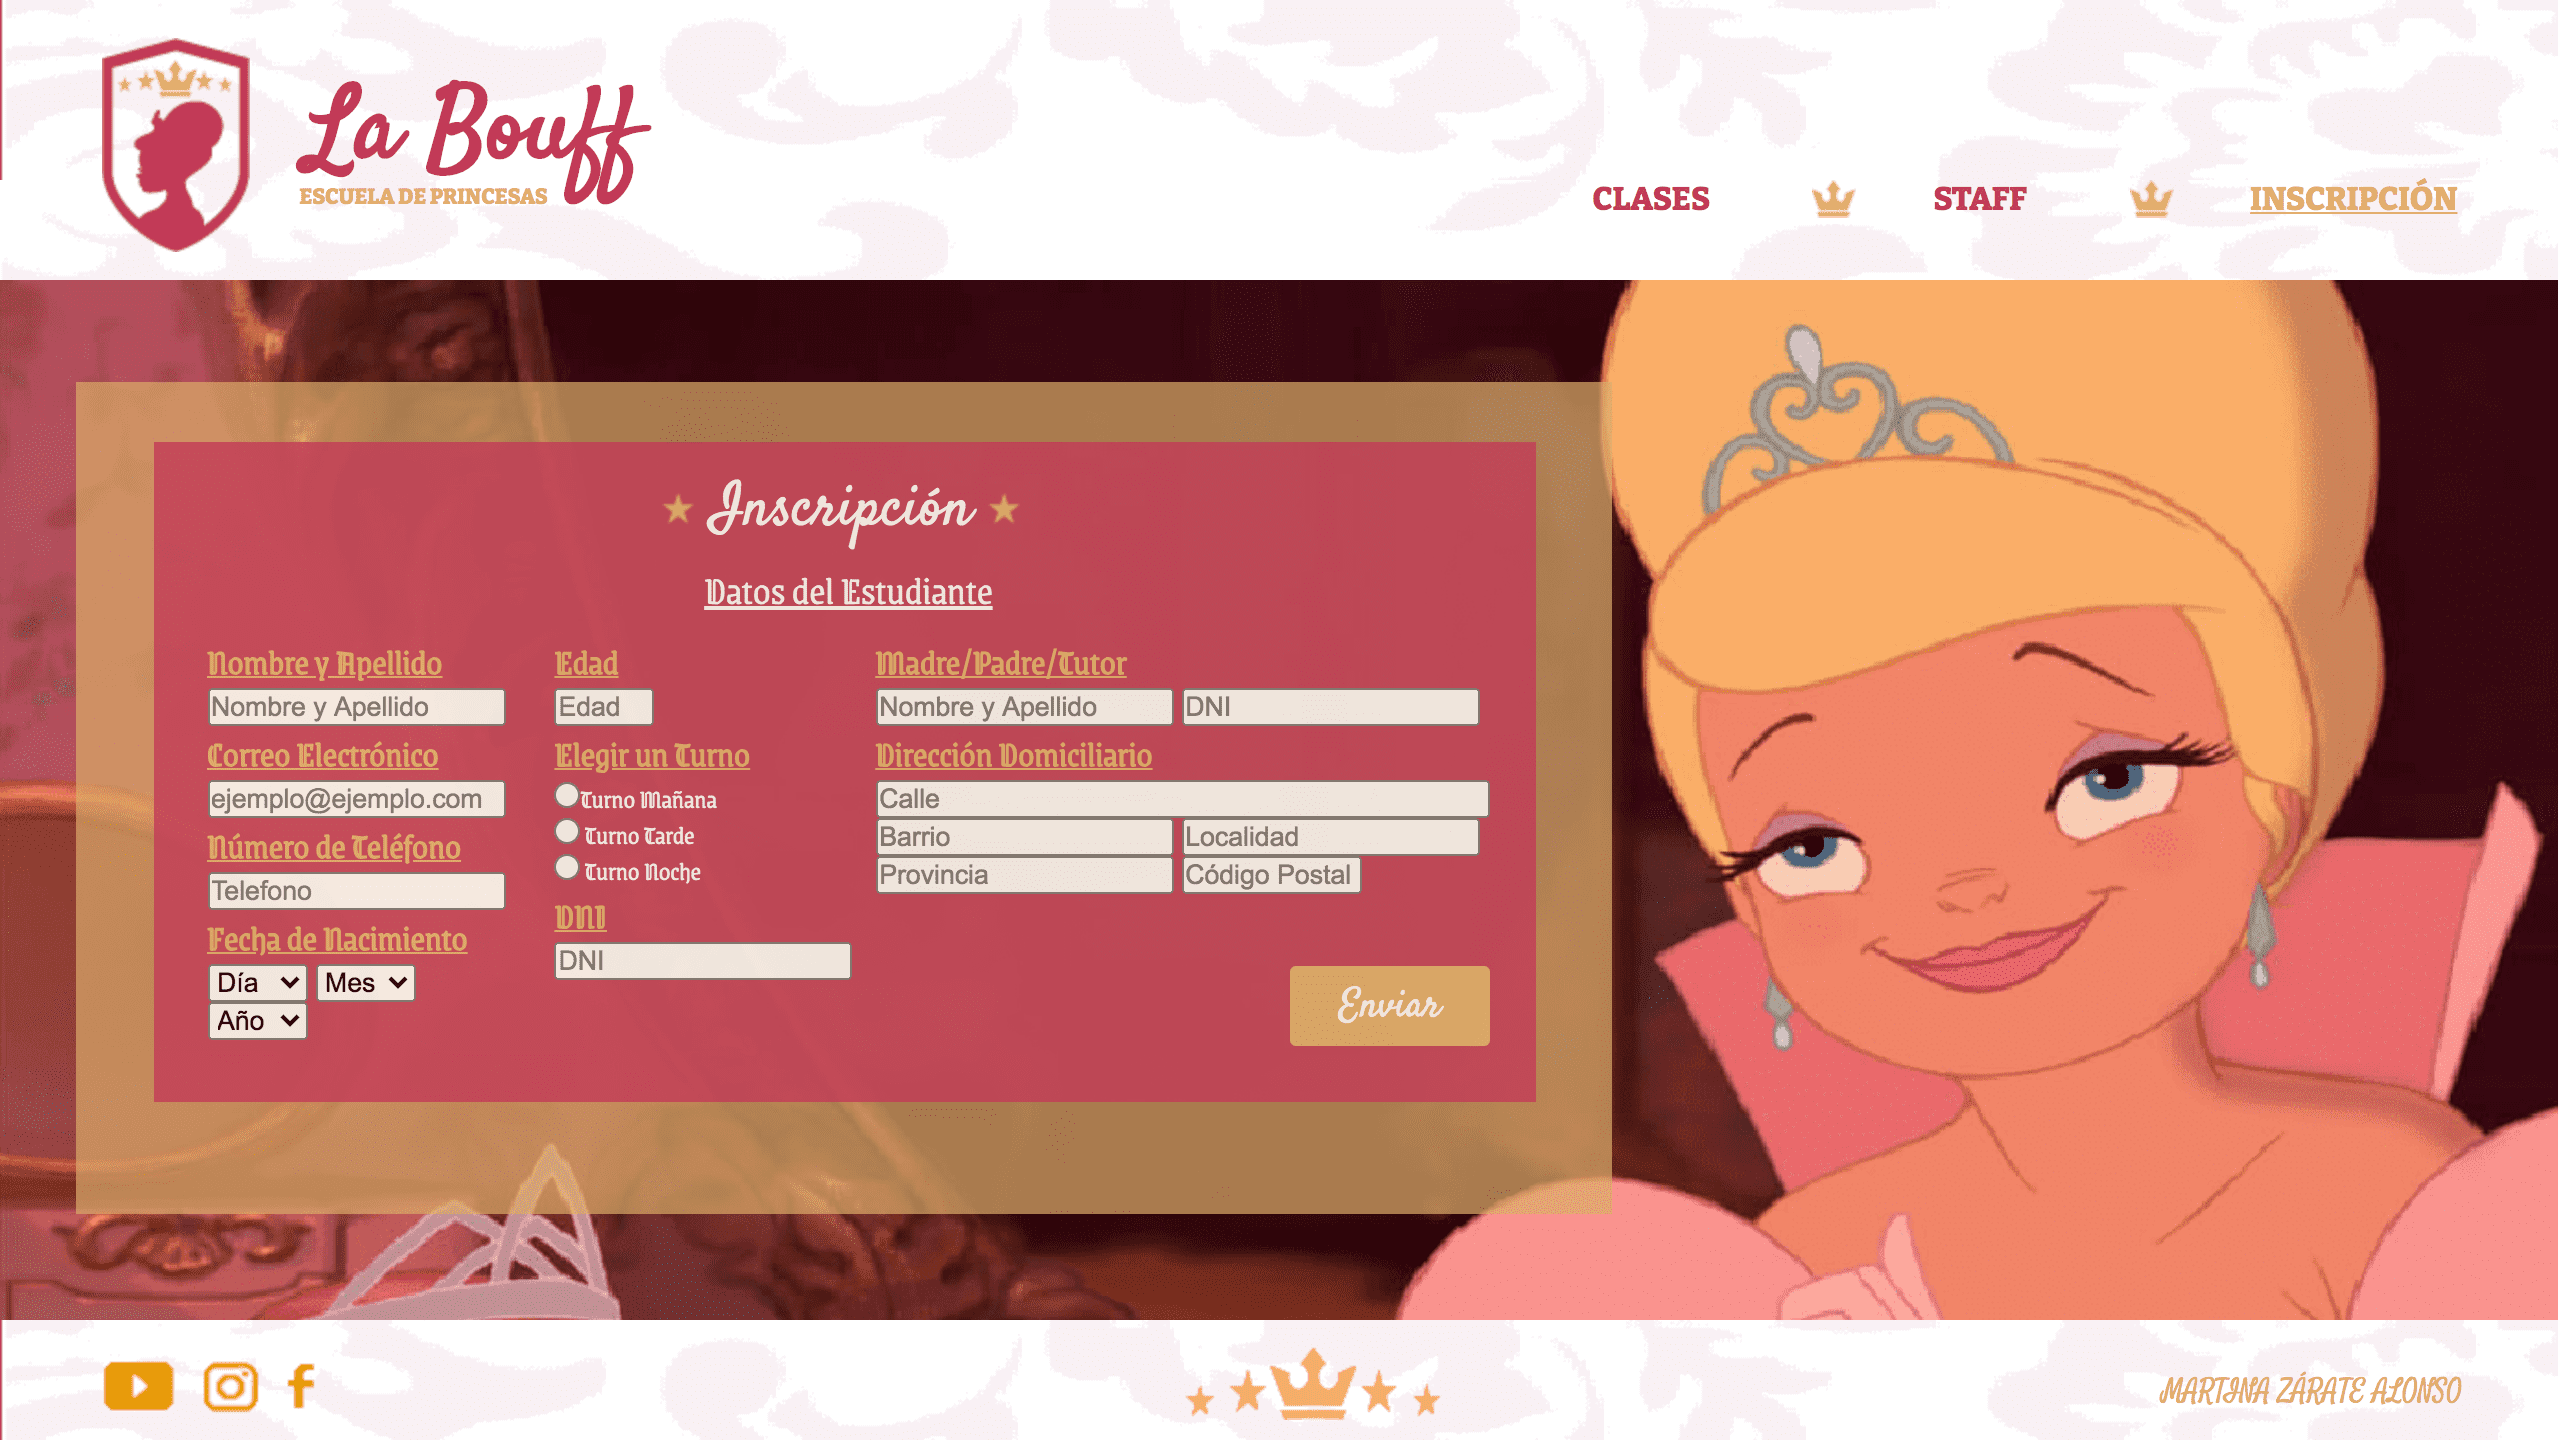 La Bouff
ESCUELA DE PRINCESAS
CLASES STAFF INSCRIPCIÓN
Inscripción
Datos del Estudiante
Nombre y Apellido
Nombre y Apellido
Correo Electrónico
ejemplo@ejemplo.com
Número de Teléfono
Telefono
Fecha de Nacimiento
Día Mes
Año
Edad
Edad
Elegir un Turno
Turno Mañana
Turno Tarde
Turno Noche
DNI
DNI
Madre/Padre/Tutor
Nombre y Apellido DNI
Dirección Domiciliario
Calle
Barrio Localidad
Provincia Código Postal
Enviar
MARTINA ZÁRATE ALONSO